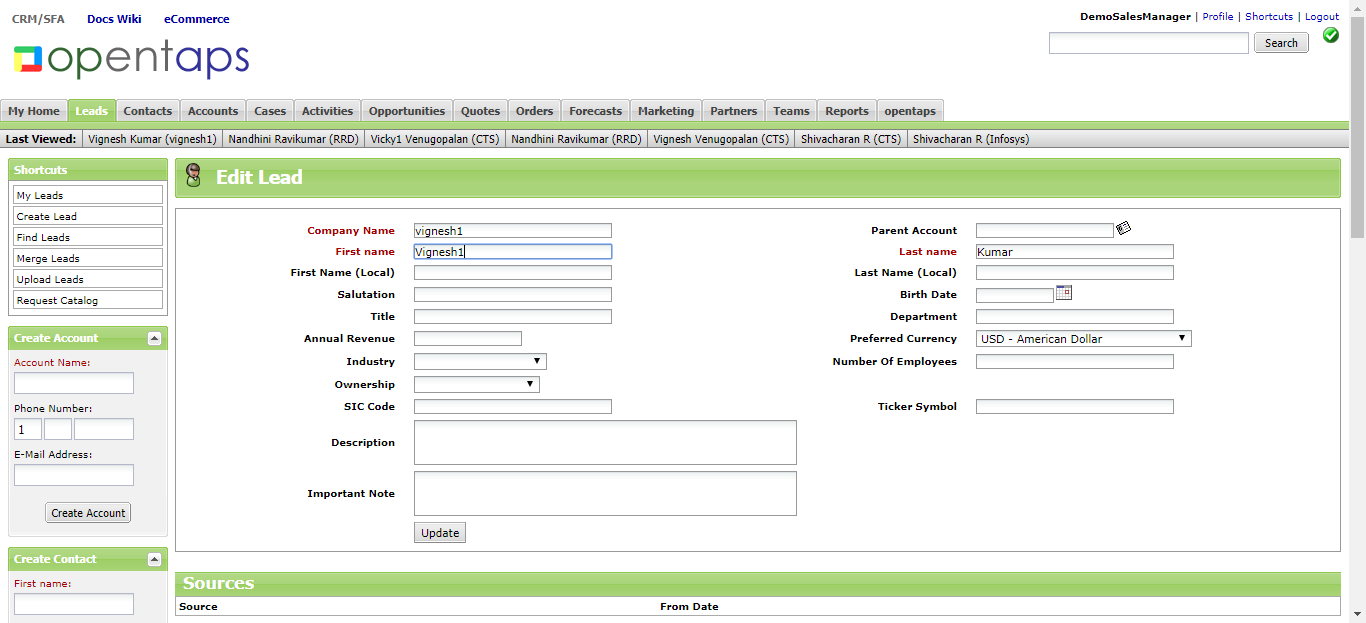 CRM/SFA Docs Wiki eCommerce
DemoSalesManager | Profile | Shortcuts | Logout
opentaps
Search
My Home Leads Contacts Accounts Cases Activities Opportunities Quotes Orders Forecasts Marketing Partners Teams Reports opentaps
Last Viewed: Vignesh Kumar (vignesh1) Nandhini Ravikumar (RRD) Vicky1 Venugopalan (CTS) Nandhini Ravikumar (RRD) Vignesh Venugopalan (CTS) Shivacharan R (CTS) Shivacharan R (Infosys)
Shortcuts
My Leads
Create Lead
Find Leads
Merge Leads
Upload Leads
Request Catalog
Create Account
Account Name:
Phone Number:
1
E-Mail Address:
Create Account
Create Contact
First name:
Edit Lead
Company Name vignesh1 Parent Account
First name Vignesh1 Last name Kumar
First Name (Local) Last Name (Local)
Salutation Birth Date
Title Department
Annual Revenue Preferred Currency USD - American Dollar
Industry Number Of Employees
Ownership
SIC Code Ticker Symbol
Description
Important Note
Update
Sources
Source From Date